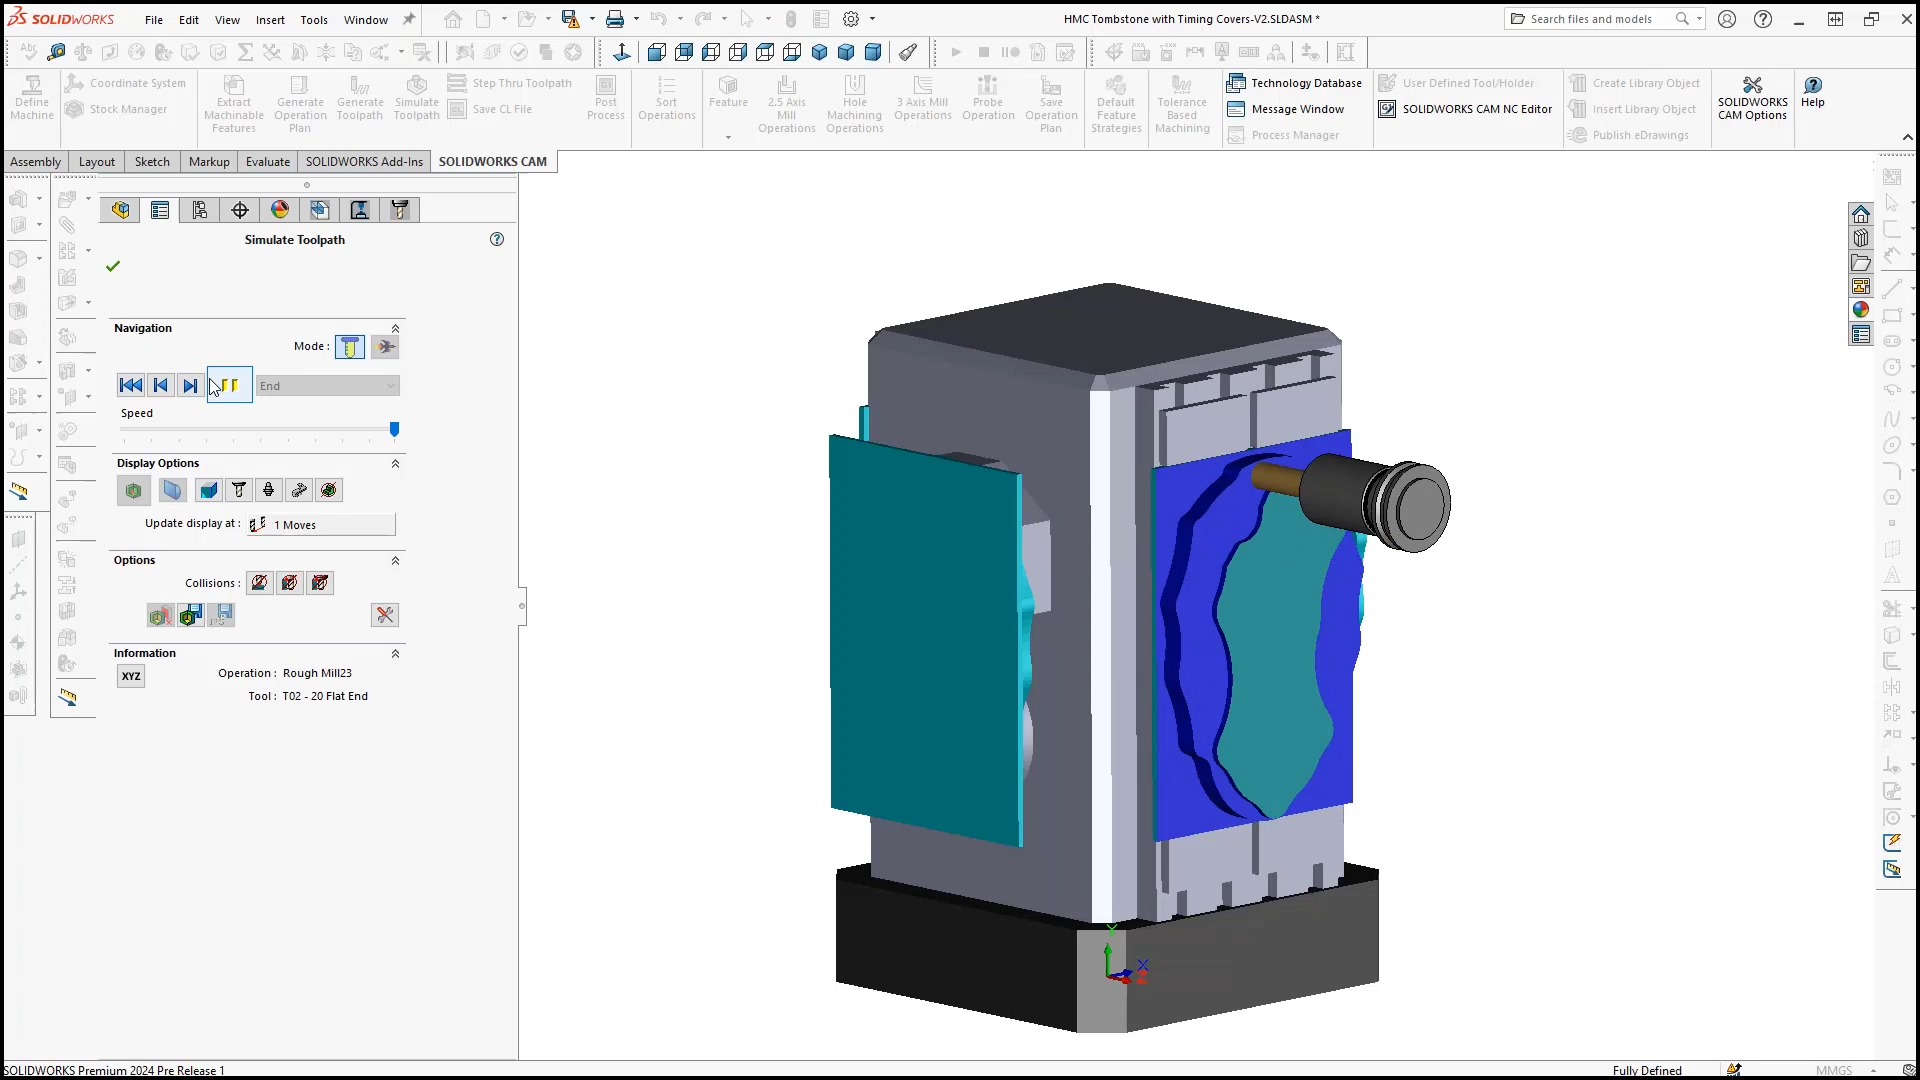 SOLIDWORKS
File Edit View Insert Tools Window
HMC Tombstone with Timing Covers-V2.SLDASM *
Search files and models
Define Machine
Coordinate System
Stock Manager
Extract Machinable Features
Generate Operation Plan
Generate Toolpath
Simulate Toolpath
Step Thru Toolpath
Save CL File
Post Process
Sort Operations
Feature
2.5 Axis Mill Operations
Hole Machining Operations
3 Axis Mill Operations
Probe Operation
Save Operation Plan
Default Feature Strategies
Tolerance Based Machining
Technology Database
Message Window
Process Manager
User Defined Tool/Holder
SOLIDWORKS CAM NC Editor
Create Library Object
Insert Library Object
Publish eDrawings
SOLIDWORKS CAM Options
Help
Assembly Layout Sketch Markup Evaluate SOLIDWORKS Add-Ins SOLIDWORKS CAM
Simulate Toolpath
Navigation
Mode :
End
Speed
Display Options
Update display at : 1 Moves
Options
Collisions :
Information
XYZ
Operation : Rough Mill23
Tool : T02 - 20 Flat End
Y
X
SOLIDWORKS Premium 2024 Pre Release 1
Fully Defined
MMGS